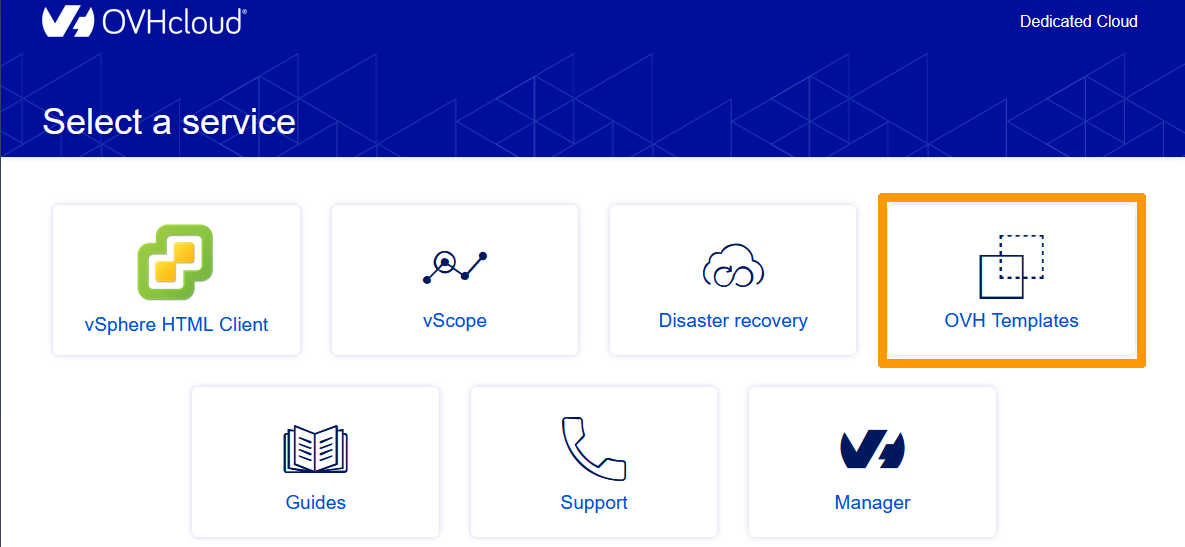 OVHcloud®
Dedicated Cloud
Select a service
vSphere HTML Client
vScope
Disaster recovery
OVH Templates
Guides
Support
Manager